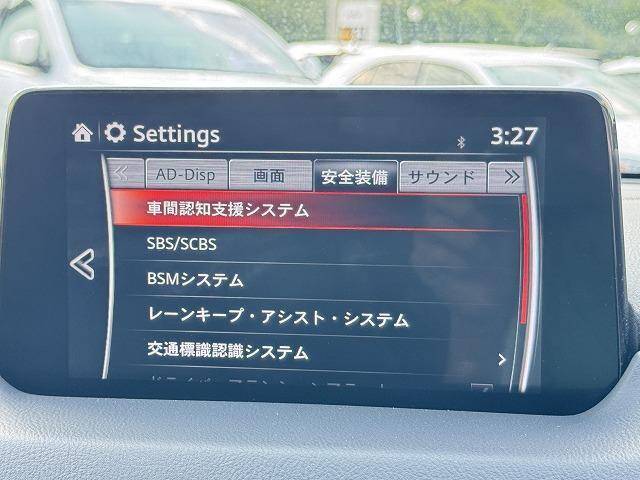 Settings 3:27
AD-Disp 画面 安全装備 サウンド
車間認知支援システム
SBS/SCBS
BSMシステム
レーンキープ・アシスト・システム
交通標識認識システム